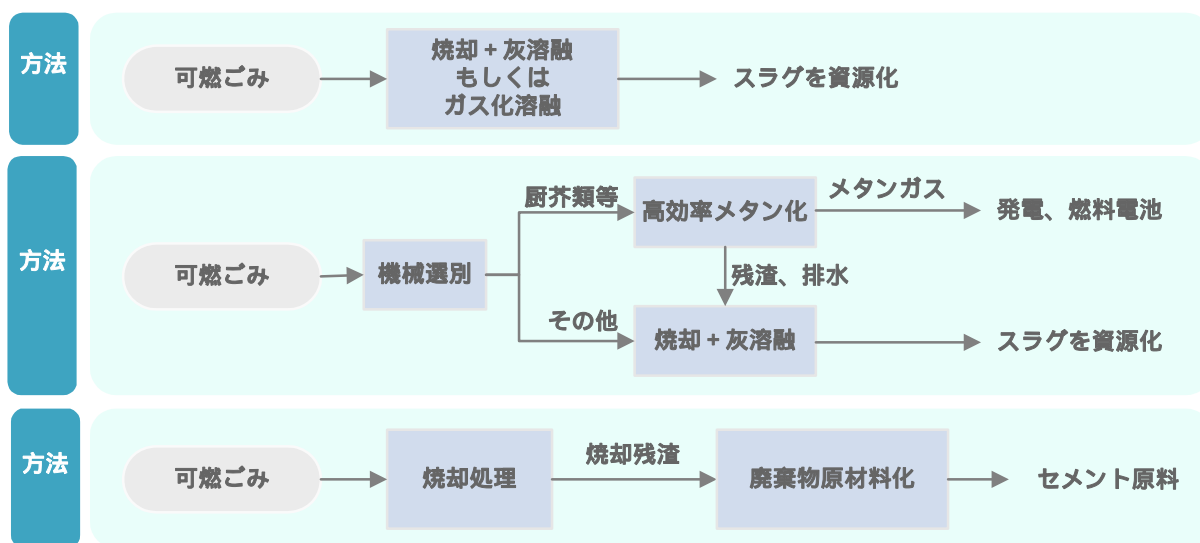 方法
可燃ごみ
焼却+灰溶融
もしくは
ガス化溶融
スラグを資源化
方法
可燃ごみ
機械選別
厨芥類等
その他
高効率メタン化
メタンガス
発電、燃料電池
残渣、排水
焼却+灰溶融
スラグを資源化
方法
可燃ごみ
焼却処理
焼却残渣
廃棄物原材料化
セメント原料